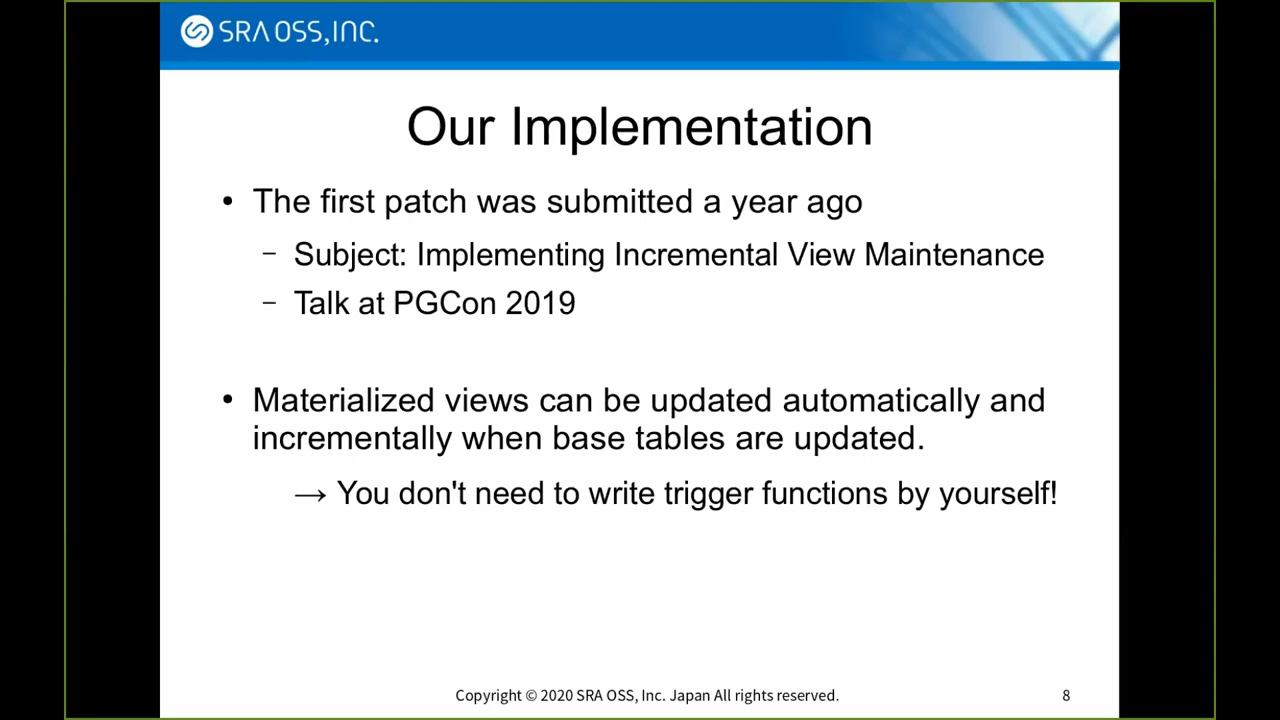 SRA OSS, INC.
Our Implementation
• The first patch was submitted a year ago
– Subject: Implementing Incremental View Maintenance
– Talk at PGCon 2019
• Materialized views can be updated automatically and
incrementally when base tables are updated.
→ You don't need to write trigger functions by yourself!
Copyright © 2020 SRA OSS, Inc. Japan All rights reserved.
8